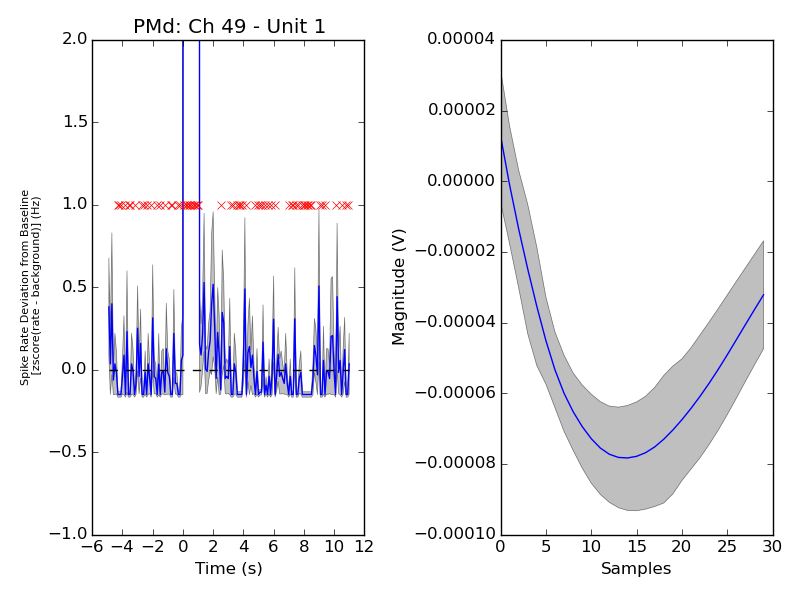 PMd: Ch 49 - Unit 1
2.0
1.5
1.0
0.5
0.0
−0.5
−1.0
−6 −4 −2 0 2 4 6 8 10 12
Time (s)
Spike Rate Deviation from Baseline
[zscore(rate - background)] (Hz)
0.00004
0.00002
0.00000
−0.00002
−0.00004
−0.00006
−0.00008
−0.00010
0 5 10 15 20 25 30
Samples
Magnitude (V)